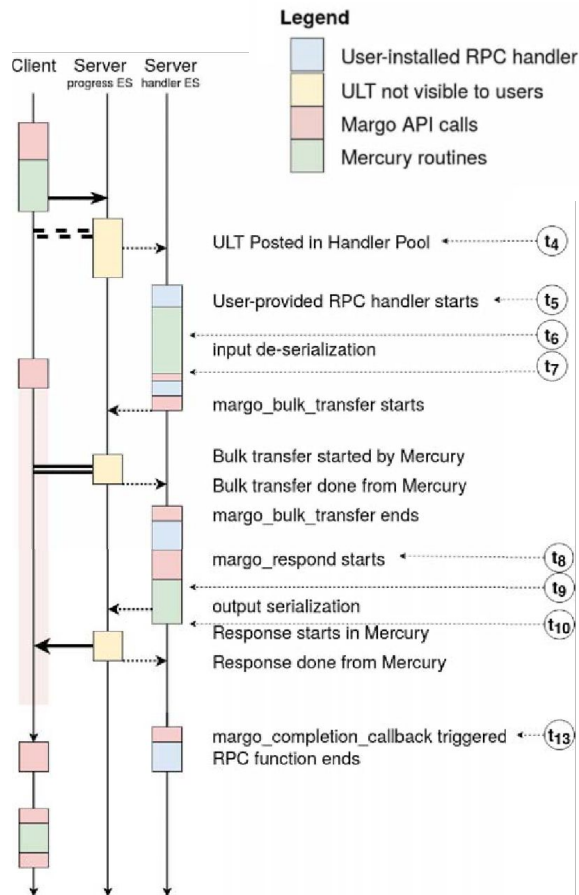 Legend
User-installed RPC handler
ULT not visible to users
Margo API calls
Mercury routines
Client
Server
progress ES
Server
handler ES
ULT Posted in Handler Pool
t4
User-provided RPC handler starts
t5
t6
input de-serialization
t7
margo_bulk_transfer starts
Bulk transfer started by Mercury
Bulk transfer done from Mercury
margo_bulk_transfer ends
margo_respond starts
t8
t9
output serialization
t10
Response starts in Mercury
Response done from Mercury
margo_completion_callback triggered
t13
RPC function ends